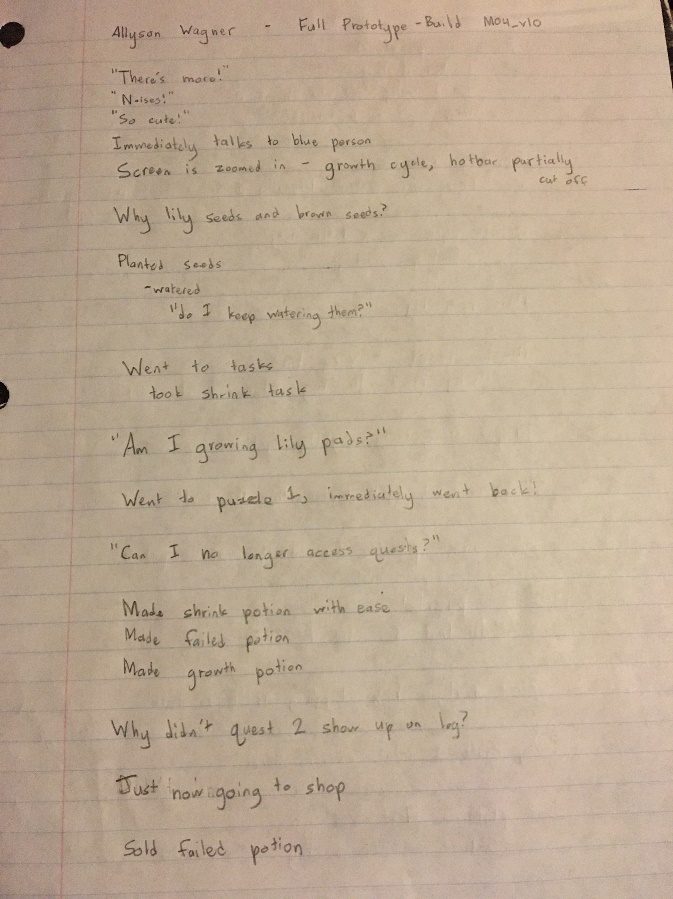 Allyson Wagner - Full Prototype - Build M04_v10
"There's more!"
"Noises!"
"So cute!"
Immediately talks to blue person
Screen is zoomed in - growth cycle, hotbar partially
cut off
Why lily seeds and brown seeds?
Planted seeds
-watered
"do I keep watering them?"
Went to tasks
took shrink task
"Am I growing lily pads?"
Went to puzzle 1, immediately went back!
"Can I no longer access quests?"
Made shrink potion with ease
Made failed potion
Made growth potion
Why didn't quest 2 show up on log?
Just now going to shop
Sold failed potion